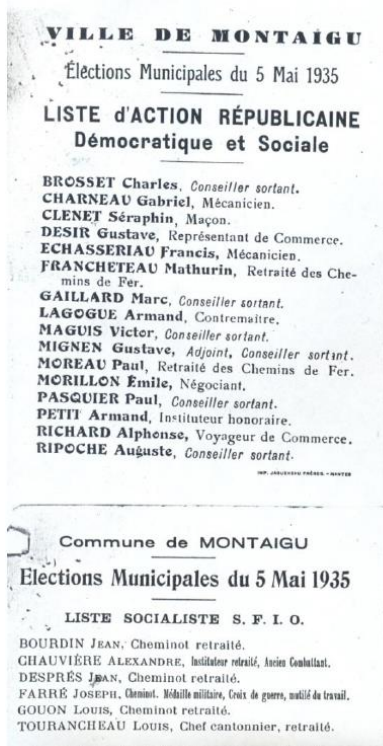 VILLE DE MONTAIGU
Élections Municipales du 5 Mai 1935
LISTE d'ACTION RÉPUBLICAINE
Démocratique et Sociale
BROSSET Charles, Conseiller sortant.
CHARNEAU Gabriel, Mécanicien.
CLENET Séraphin, Maçon.
DESIR Gustave, Représentant de Commerce.
ECHASSERIAU Francis, Mécanicien.
FRANCHETEAU Mathurin, Retraité des Che-
mins de Fer.
GAILLARD Marc, Conseiller sortant.
LAGOGUE Armand, Contremaître.
MAGUIS Victor, Conseiller sortant.
MIGNEN Gustave, Adjoint, Conseiller sortant.
MOREAU Paul, Retraité des Chemins de Fer.
MORILLON Émile, Négociant.
PASQUIER Paul, Conseiller sortant.
PETIT Armand, Instituteur honoraire.
RICHARD Alphonse, Voyageur de Commerce.
RIPOCHE Auguste, Conseiller sortant.
IMP. FRÈRES. - NANTES
Commune de MONTAIGU
Elections Municipales du 5 Mai 1935
LISTE SOCIALISTE S. F. I. O.
BOURDIN JEAN, Cheminot retraité.
CHAUVIÈRE ALEXANDRE, Instituteur retraité, Ancien Combattant.
DESPRÉS JEAN, Cheminot retraité.
FARRÉ JOSEPH, Cheminot. Médaille militaire, Croix de guerre, mutilé du travail.
GOUON LOUIS, Cheminot retraité.
TOURANCHEAU LOUIS, Chef cantonnier, retraité.